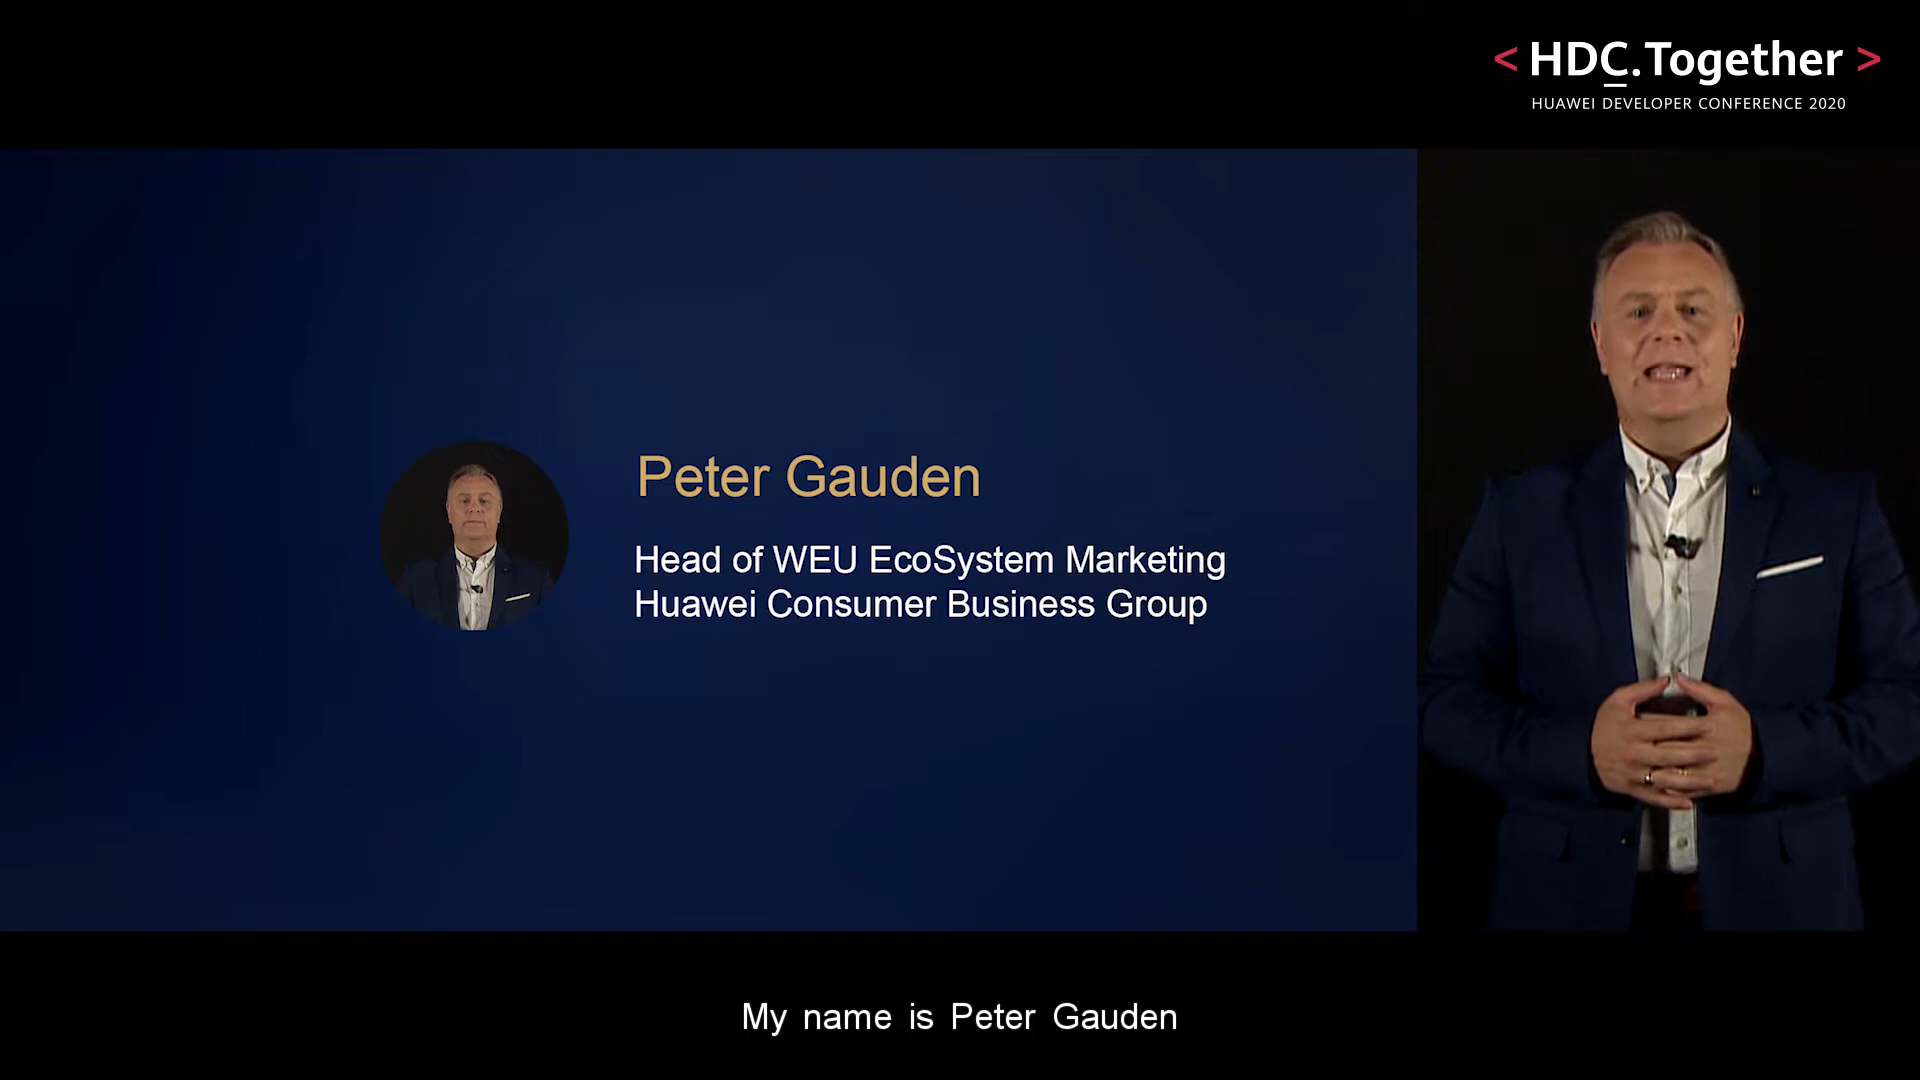 < HDC.Together >
HUAWEI DEVELOPER CONFERENCE 2020
Peter Gauden
Head of WEU EcoSystem Marketing
Huawei Consumer Business Group
My name is Peter Gauden